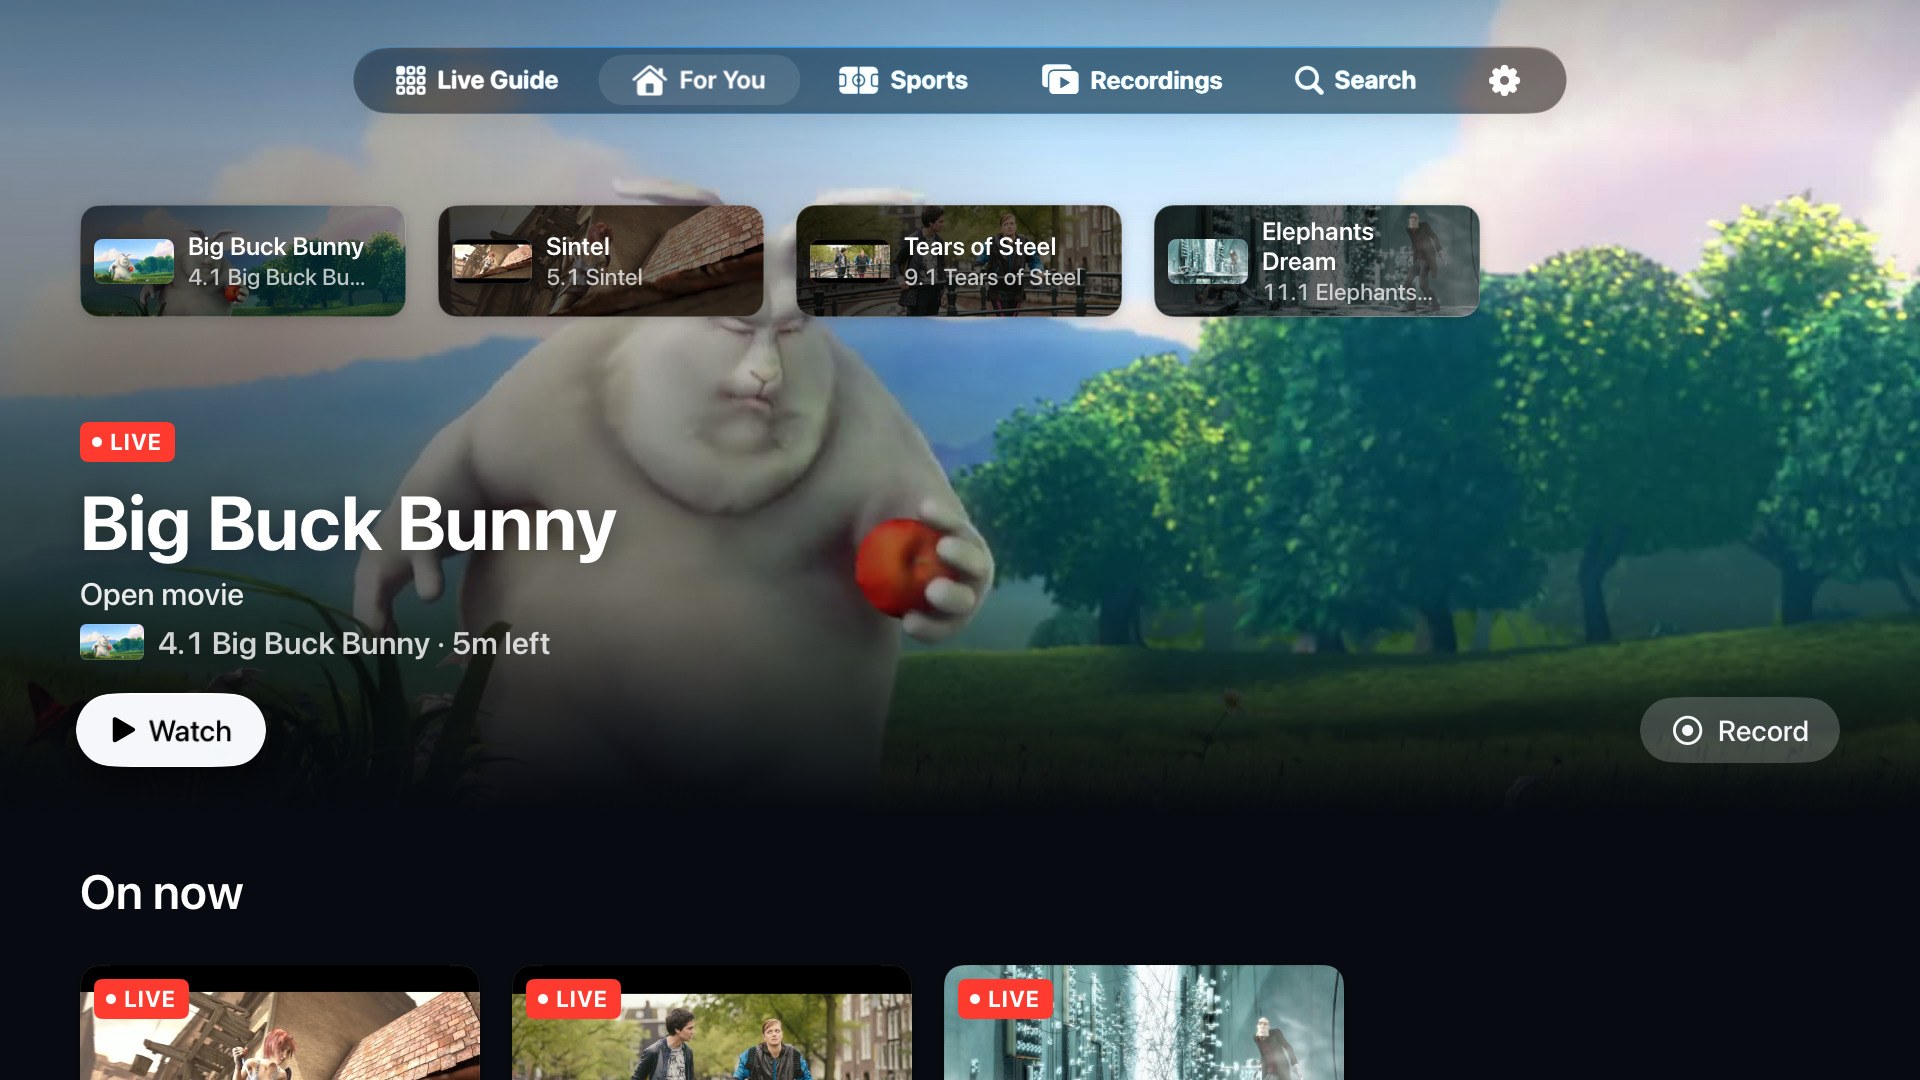 Live Guide
For You
Sports
Recordings
Search
Big Buck Bunny
4.1 Big Buck Bu...
Sintel
5.1 Sintel
Tears of Steel
9.1 Tears of Steel
Elephants
Dream
11.1 Elephants...
LIVE
Big Buck Bunny
Open movie
4.1 Big Buck Bunny · 5m left
Watch
Record
On now
LIVE
LIVE
LIVE